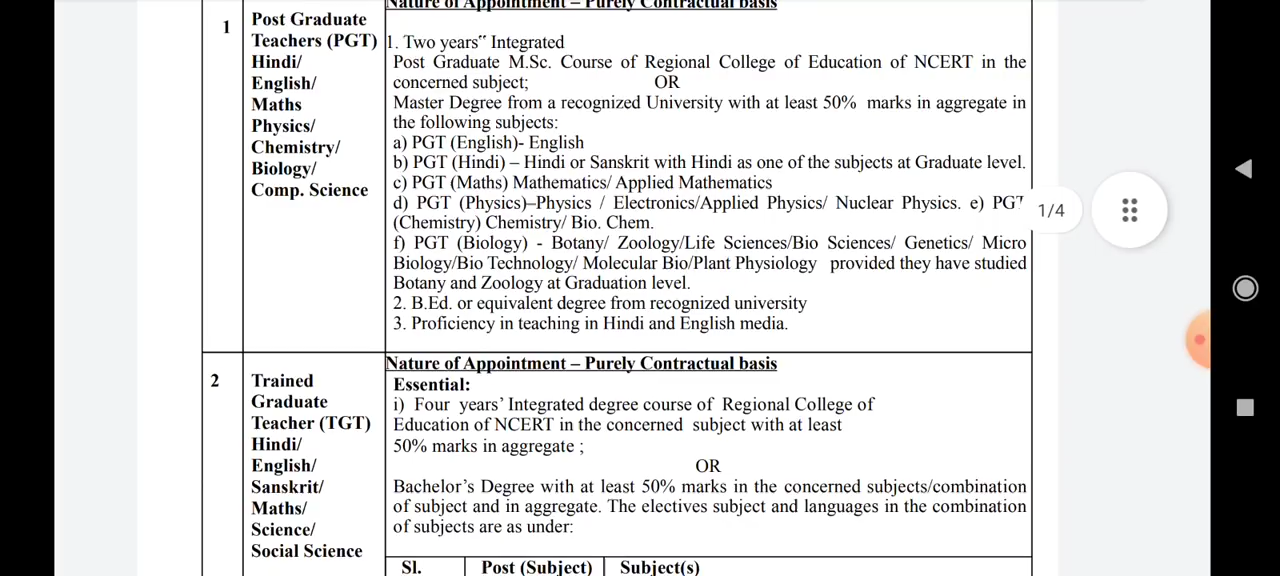 Nature of Appointment – Purely Contractual basis
1
Post Graduate
Teachers (PGT)
Hindi/
English/
Maths
Physics/
Chemistry/
Biology/
Comp. Science
1. Two years‟ Integrated
Post Graduate M.Sc. Course of Regional College of Education of NCERT in the
concerned subject; OR
Master Degree from a recognized University with at least 50% marks in aggregate in
the following subjects:
a) PGT (English)- English
b) PGT (Hindi) – Hindi or Sanskrit with Hindi as one of the subjects at Graduate level.
c) PGT (Maths) Mathematics/ Applied Mathematics
d) PGT (Physics)–Physics / Electronics/Applied Physics/ Nuclear Physics. e) PGT
(Chemistry) Chemistry/ Bio. Chem.
f) PGT (Biology) - Botany/ Zoology/Life Sciences/Bio Sciences/ Genetics/ Micro
Biology/Bio Technology/ Molecular Bio/Plant Physiology provided they have studied
Botany and Zoology at Graduation level.
2. B.Ed. or equivalent degree from recognized university
3. Proficiency in teaching in Hindi and English media.
1/4
2
Trained
Graduate
Teacher (TGT)
Hindi/
English/
Sanskrit/
Maths/
Science/
Social Science
Nature of Appointment – Purely Contractual basis
Essential:
i) Four years’ Integrated degree course of Regional College of
Education of NCERT in the concerned subject with at least
50% marks in aggregate ;
OR
Bachelor’s Degree with at least 50% marks in the concerned subjects/combination
of subject and in aggregate. The electives subject and languages in the combination
of subjects are as under:
Sl. Post (Subject) Subject(s)